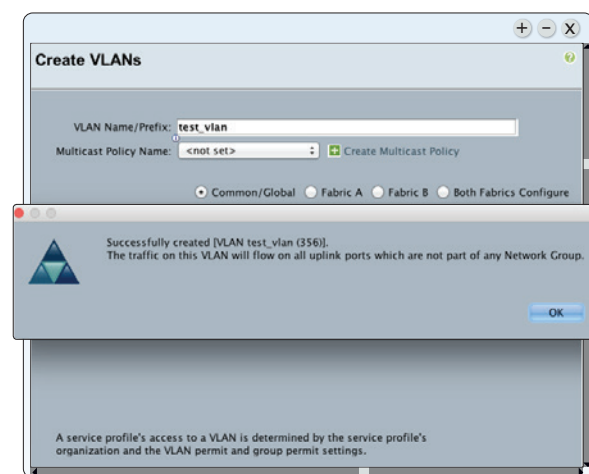 Create VLANs
VLAN Name/Prefix: test_vlan
Multicast Policy Name: <not set> Create Multicast Policy
Common/Global Fabric A Fabric B Both Fabrics Configure
Successfully created [VLAN test_vlan (356)].
The traffic on this VLAN will flow on all uplink ports which are not part of any Network Group.
OK
A service profile's access to a VLAN is determined by the service profile's
organization and the VLAN permit and group permit settings.